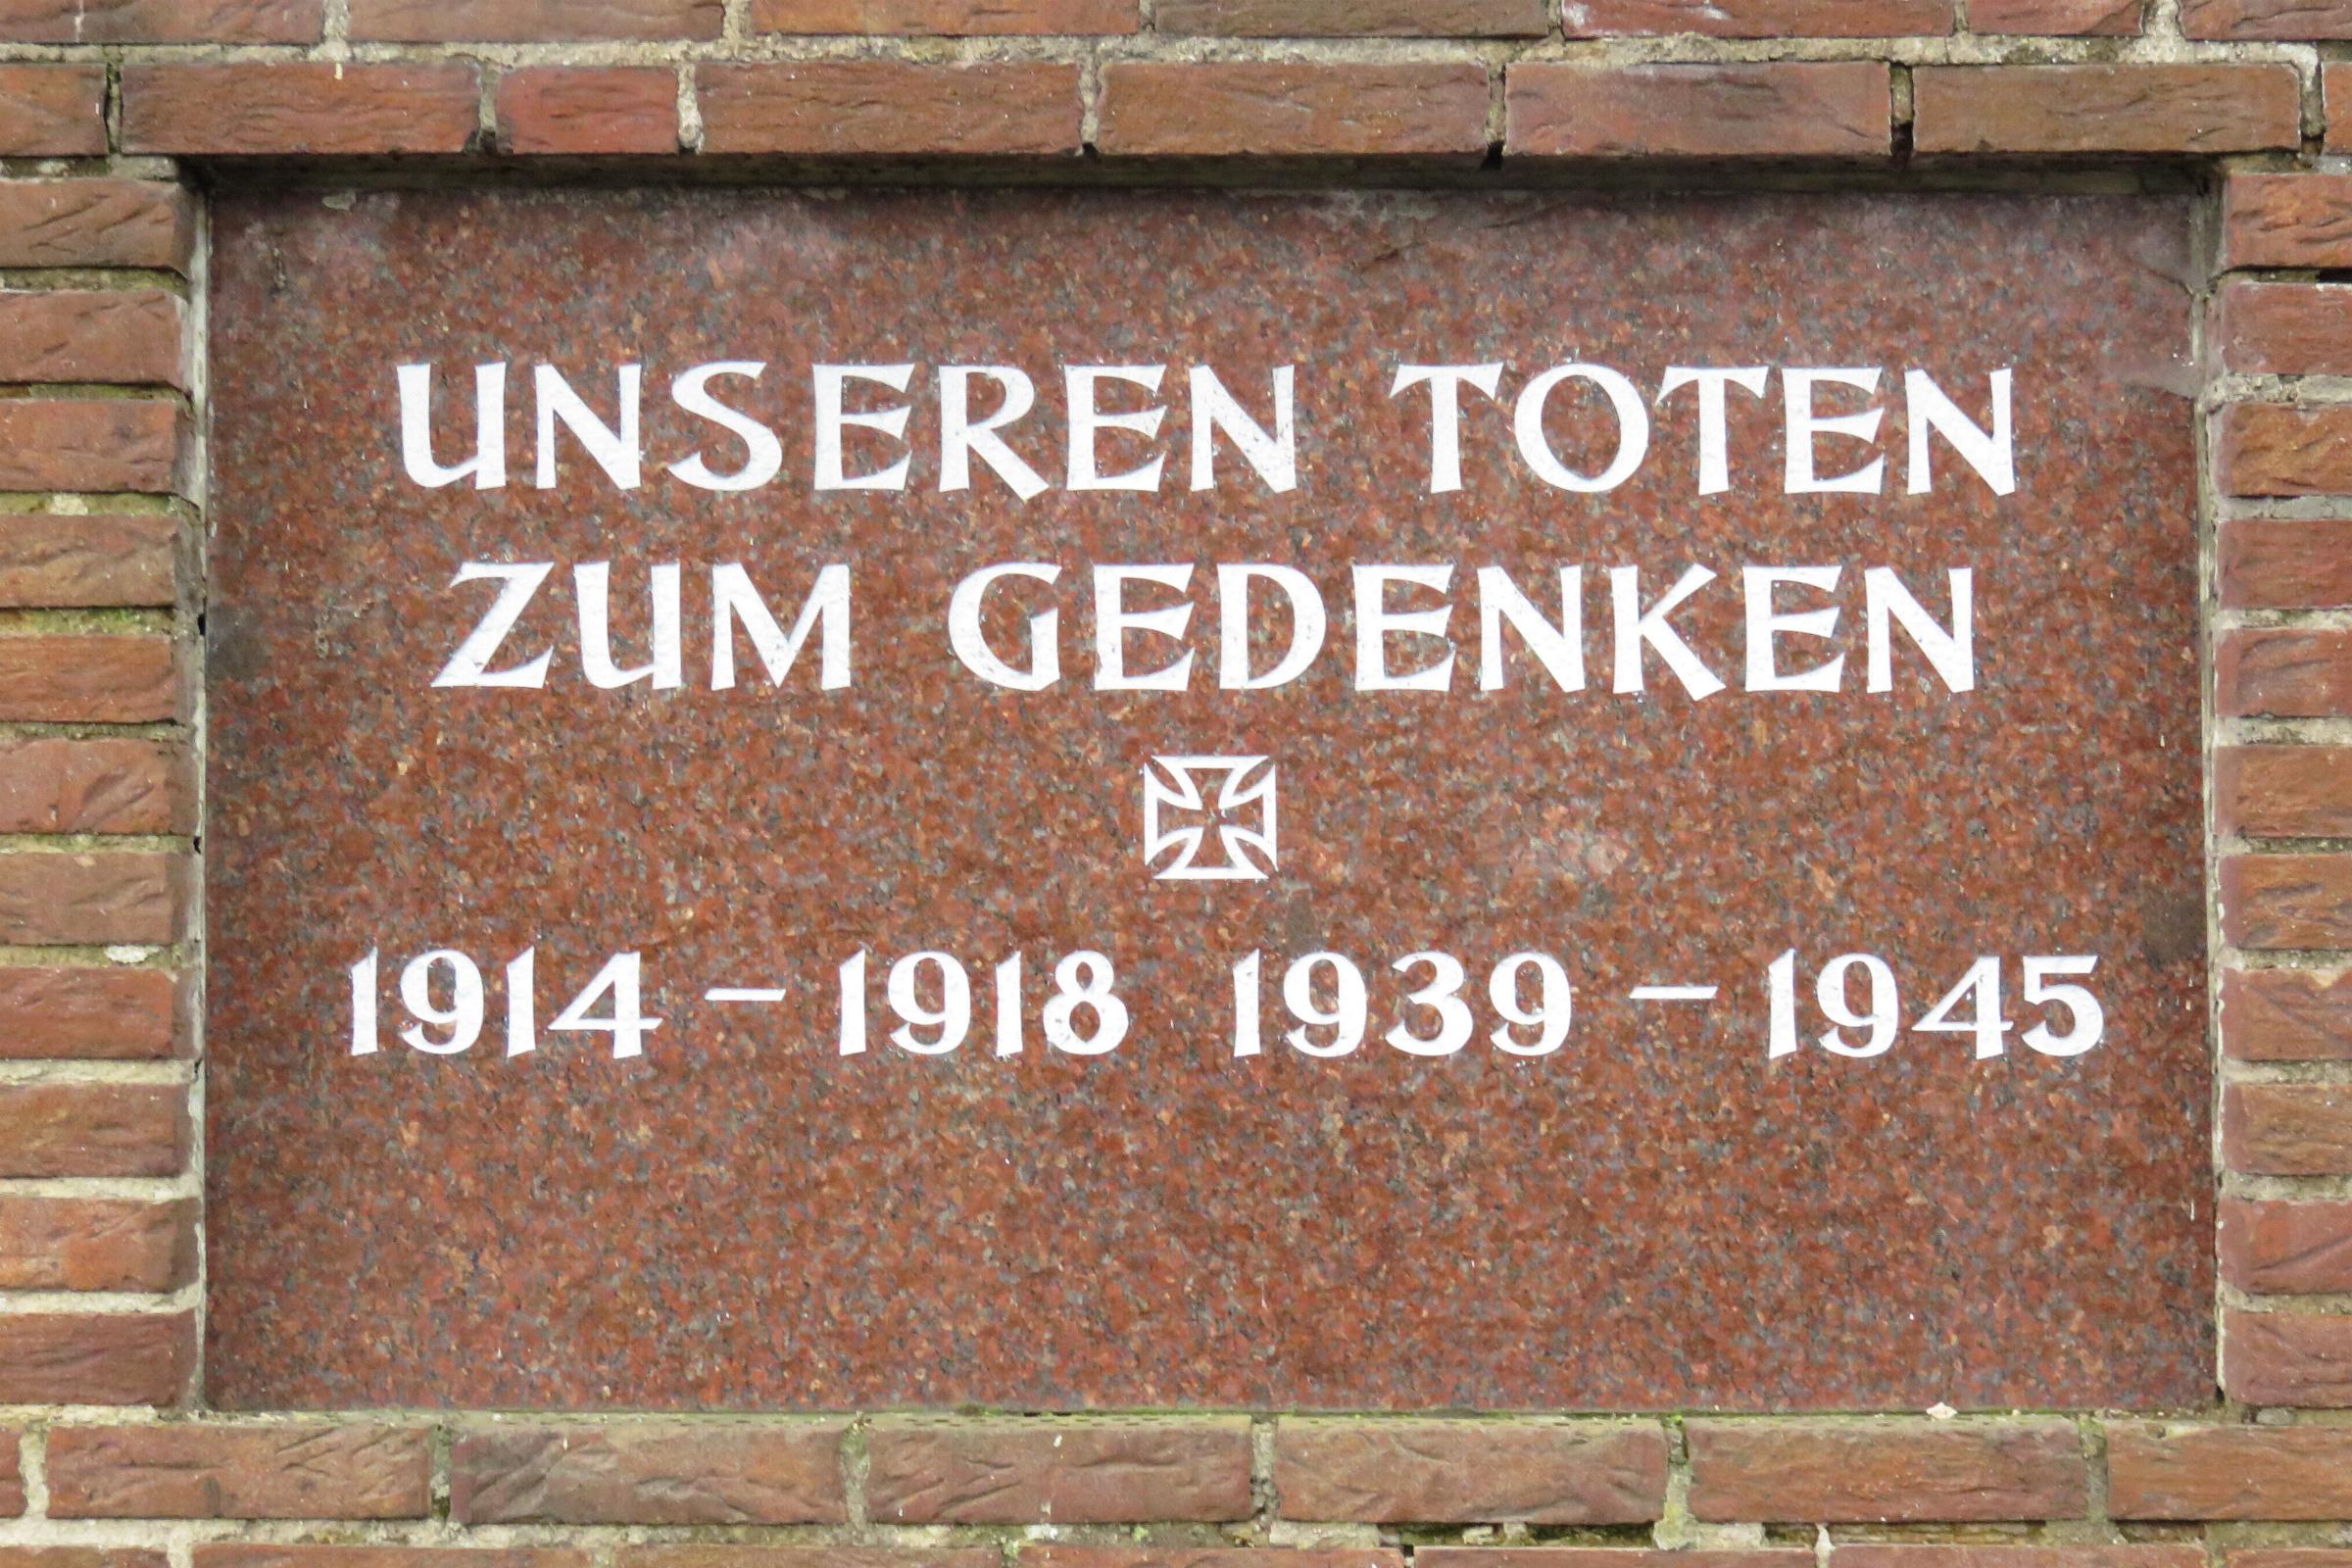 UNSEREN TOTEN
ZUM GEDENKEN
1914 – 1918 1939 – 1945